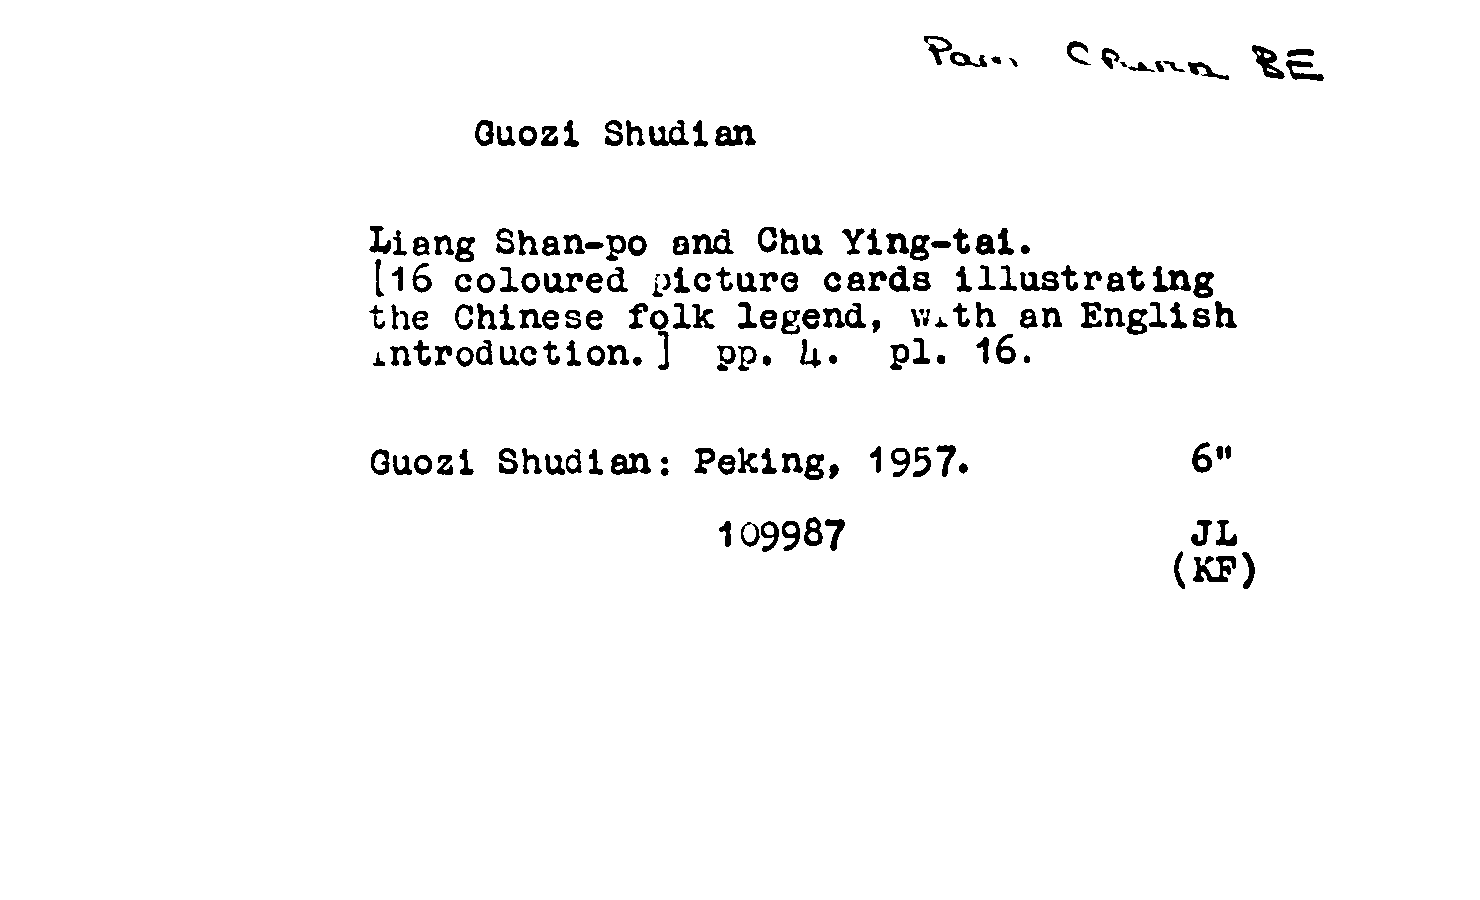 Pam China BE
Guozi Shudian
Liang Shan-po and Chu Ying-tai.
[16 coloured picture cards illustrating
the Chinese folk legend, with an English
introduction.] pp. 4. pl. 16.
Guozi Shudian: Peking, 1957. 6"
109987 JL
(KF)